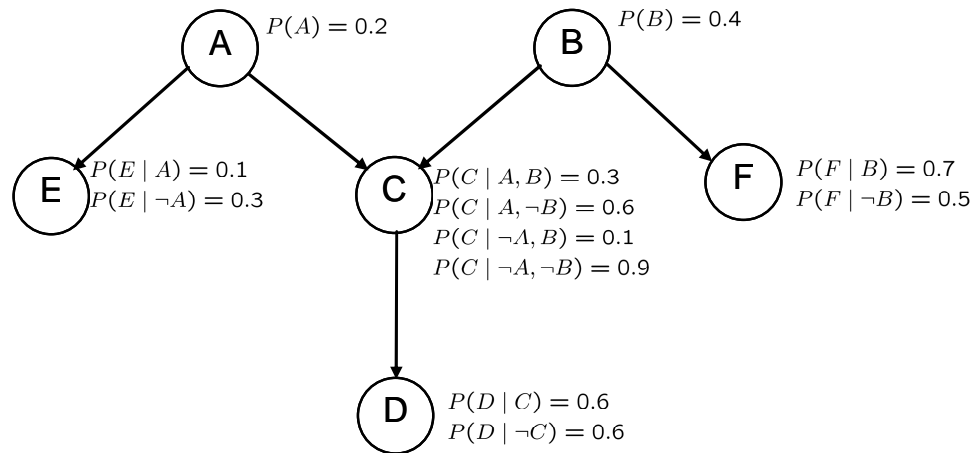 A
P(A) = 0.2
B
P(B) = 0.4
E
P(E | A) = 0.1
P(E | ¬A) = 0.3
C
P(C | A, B) = 0.3
P(C | A, ¬B) = 0.6
P(C | ¬A, B) = 0.1
P(C | ¬A, ¬B) = 0.9
F
P(F | B) = 0.7
P(F | ¬B) = 0.5
D
P(D | C) = 0.6
P(D | ¬C) = 0.6